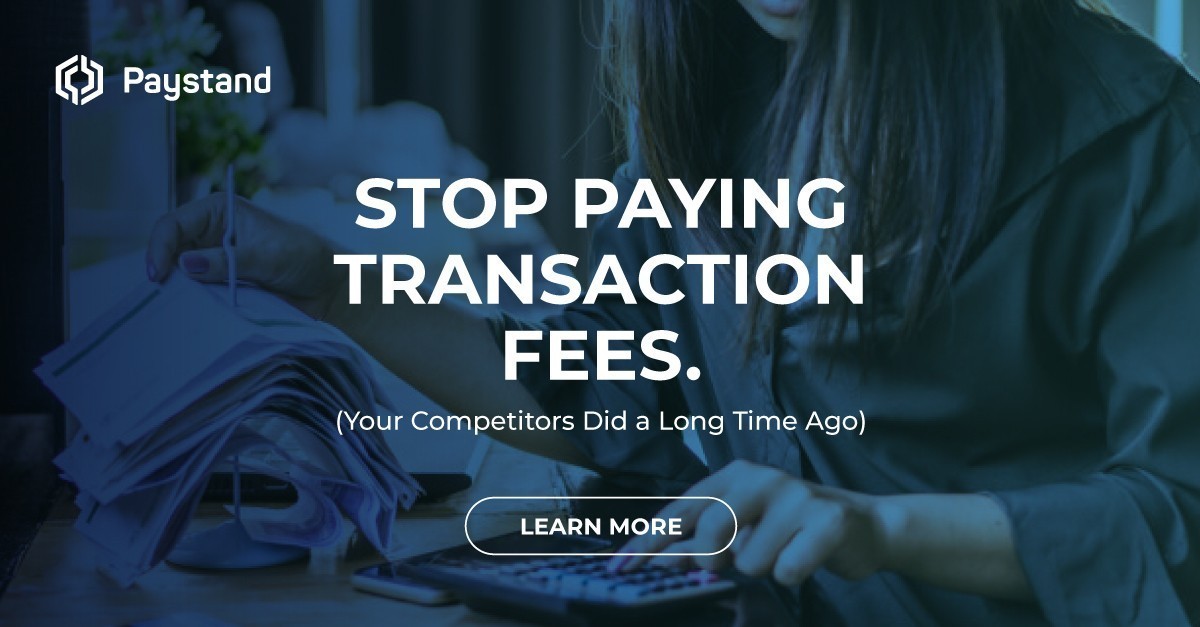 Paystand
STOP PAYING
TRANSACTION
FEES.
(Your Competitors Did a Long Time Ago)
LEARN MORE